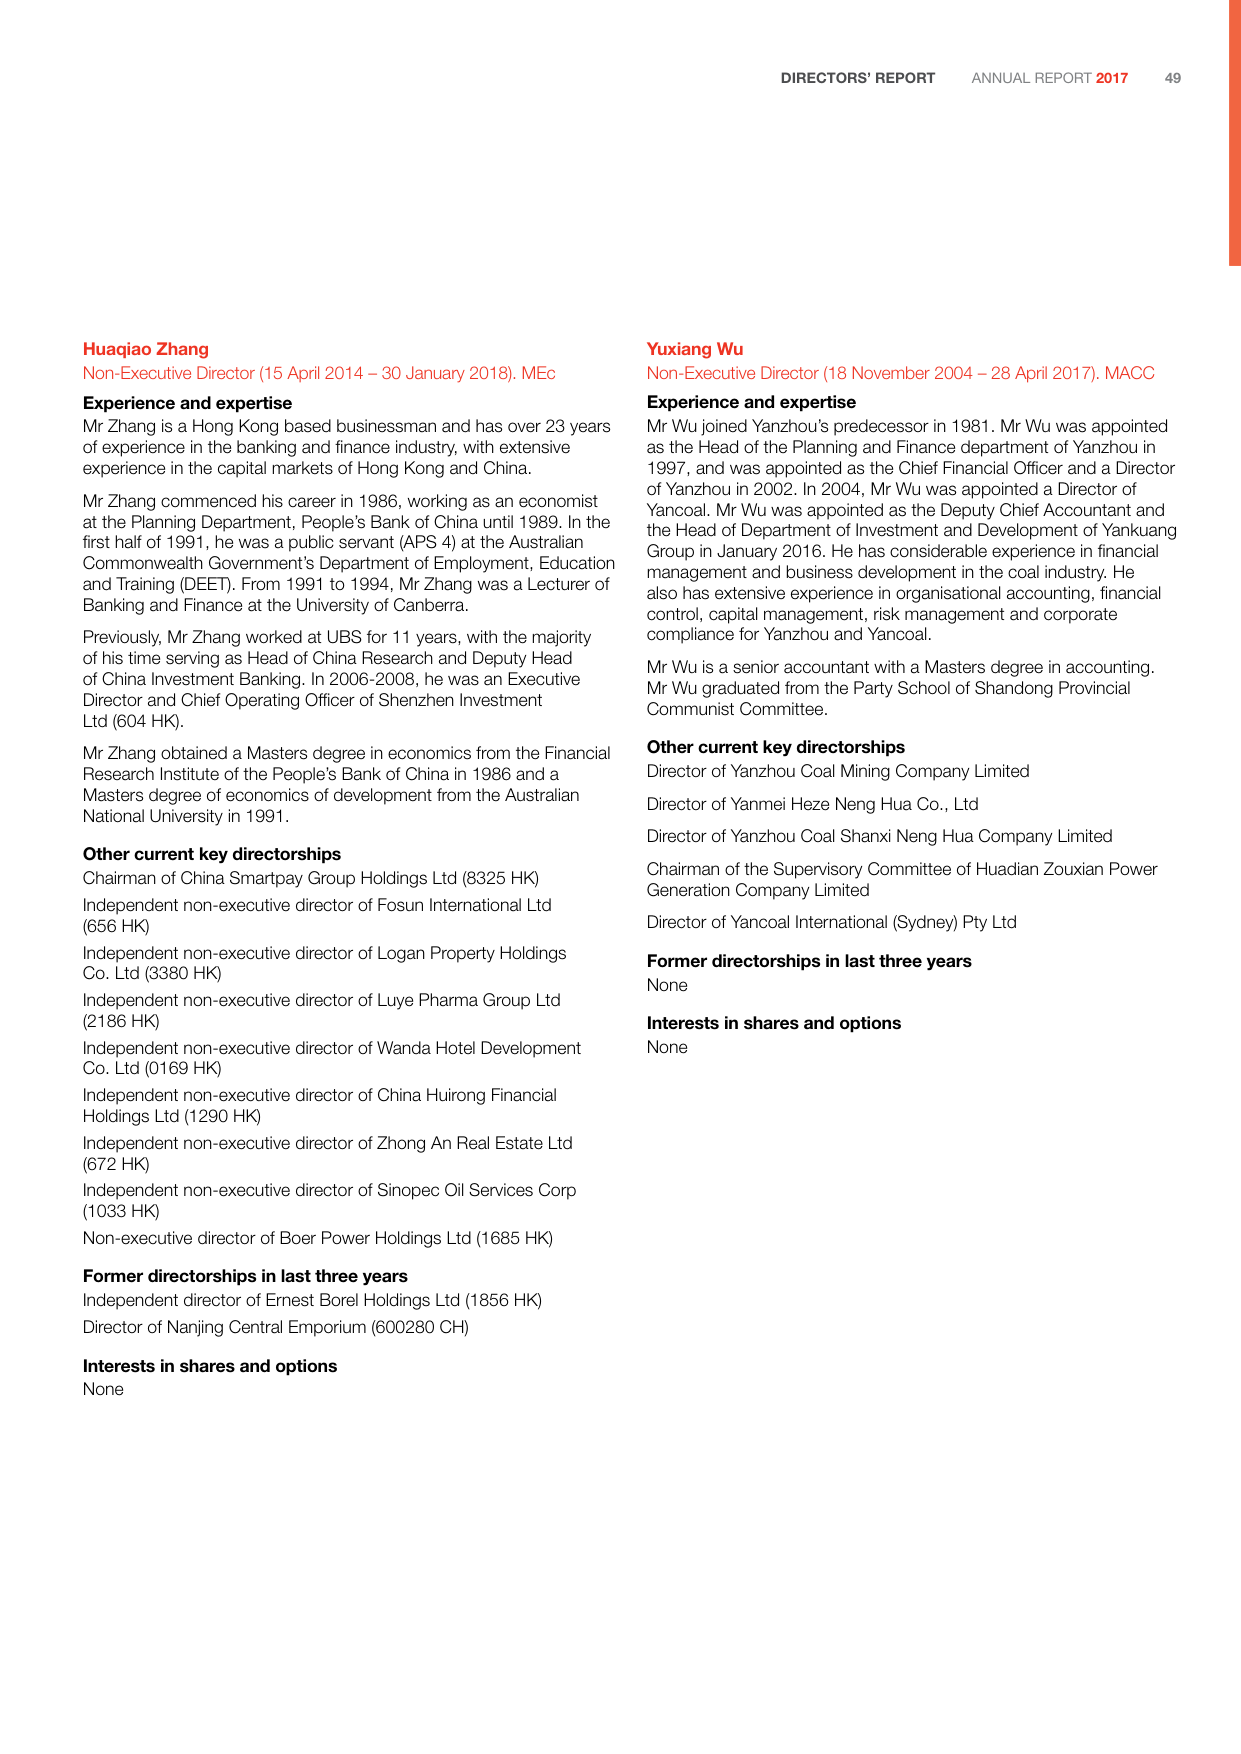 DIRECTORS’ REPORT ANNUAL REPORT 2017 49
Huaqiao Zhang
Non-Executive Director (15 April 2014 – 30 January 2018). MEc
Experience and expertise
Mr Zhang is a Hong Kong based businessman and has over 23 years
of experience in the banking and finance industry, with extensive
experience in the capital markets of Hong Kong and China.
Mr Zhang commenced his career in 1986, working as an economist
at the Planning Department, People’s Bank of China until 1989. In the
first half of 1991, he was a public servant (APS 4) at the Australian
Commonwealth Government’s Department of Employment, Education
and Training (DEET). From 1991 to 1994, Mr Zhang was a Lecturer of
Banking and Finance at the University of Canberra.
Previously, Mr Zhang worked at UBS for 11 years, with the majority
of his time serving as Head of China Research and Deputy Head
of China Investment Banking. In 2006-2008, he was an Executive
Director and Chief Operating Officer of Shenzhen Investment
Ltd (604 HK).
Mr Zhang obtained a Masters degree in economics from the Financial
Research Institute of the People’s Bank of China in 1986 and a
Masters degree of economics of development from the Australian
National University in 1991.
Other current key directorships
Chairman of China Smartpay Group Holdings Ltd (8325 HK)
Independent non-executive director of Fosun International Ltd
(656 HK)
Independent non-executive director of Logan Property Holdings
Co. Ltd (3380 HK)
Independent non-executive director of Luye Pharma Group Ltd
(2186 HK)
Independent non-executive director of Wanda Hotel Development
Co. Ltd (0169 HK)
Independent non-executive director of China Huirong Financial
Holdings Ltd (1290 HK)
Independent non-executive director of Zhong An Real Estate Ltd
(672 HK)
Independent non-executive director of Sinopec Oil Services Corp
(1033 HK)
Non-executive director of Boer Power Holdings Ltd (1685 HK)
Former directorships in last three years
Independent director of Ernest Borel Holdings Ltd (1856 HK)
Director of Nanjing Central Emporium (600280 CH)
Interests in shares and options
None
Yuxiang Wu
Non-Executive Director (18 November 2004 – 28 April 2017). MACC
Experience and expertise
Mr Wu joined Yanzhou’s predecessor in 1981. Mr Wu was appointed
as the Head of the Planning and Finance department of Yanzhou in
1997, and was appointed as the Chief Financial Officer and a Director
of Yanzhou in 2002. In 2004, Mr Wu was appointed a Director of
Yancoal. Mr Wu was appointed as the Deputy Chief Accountant and
the Head of Department of Investment and Development of Yankuang
Group in January 2016. He has considerable experience in financial
management and business development in the coal industry. He
also has extensive experience in organisational accounting, financial
control, capital management, risk management and corporate
compliance for Yanzhou and Yancoal.
Mr Wu is a senior accountant with a Masters degree in accounting.
Mr Wu graduated from the Party School of Shandong Provincial
Communist Committee.
Other current key directorships
Director of Yanzhou Coal Mining Company Limited
Director of Yanmei Heze Neng Hua Co., Ltd
Director of Yanzhou Coal Shanxi Neng Hua Company Limited
Chairman of the Supervisory Committee of Huadian Zouxian Power
Generation Company Limited
Director of Yancoal International (Sydney) Pty Ltd
Former directorships in last three years
None
Interests in shares and options
None